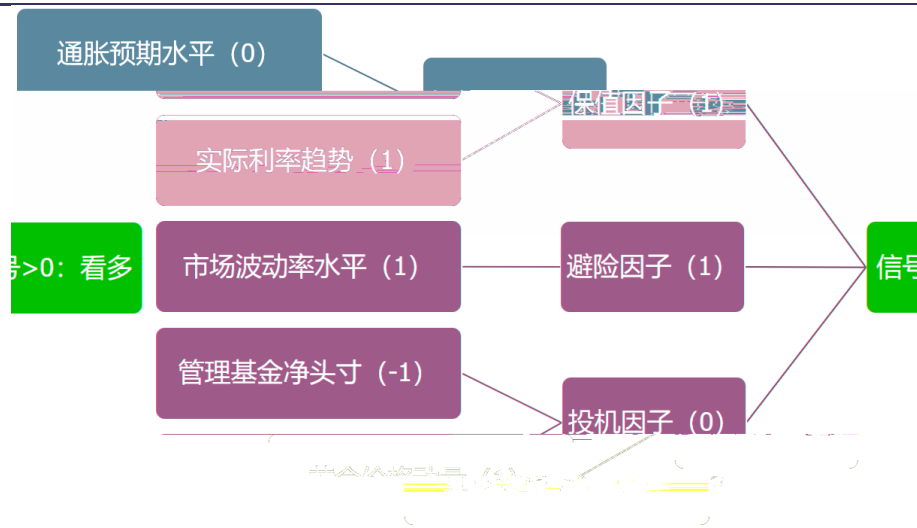 通胀预期水平（0）
保值因子（1）
实际利率趋势（1）
号>0：看多
市场波动率水平（1）
避险因子（1）
信号
管理基金净头寸（-1）
投机因子（0）